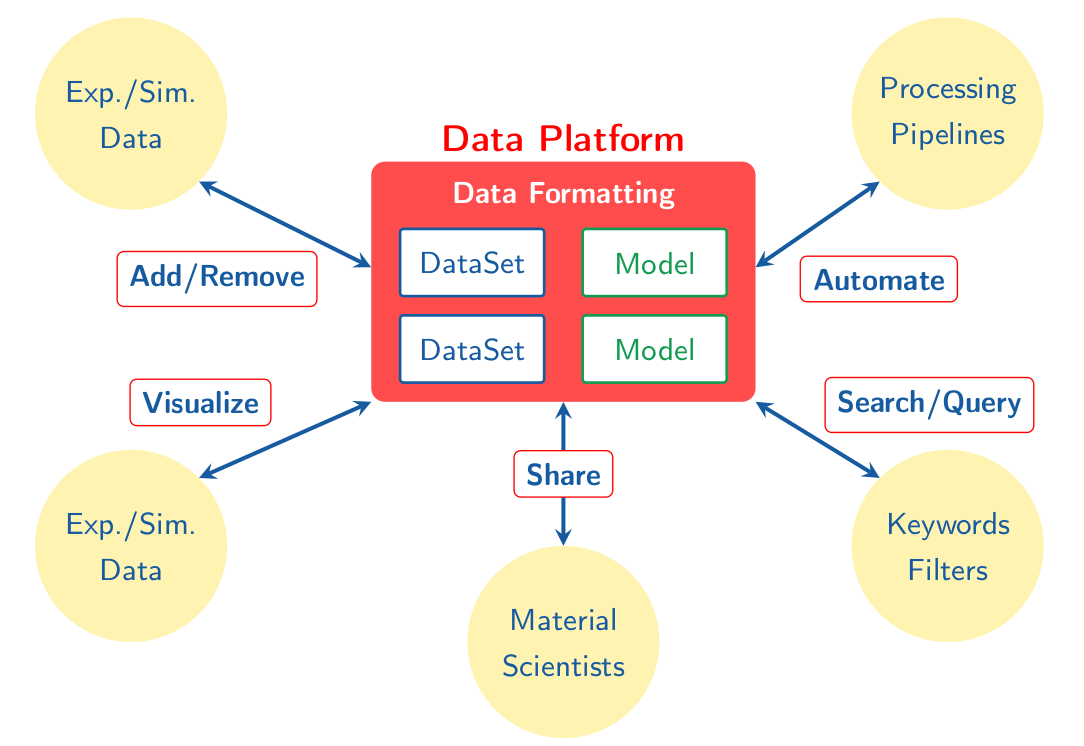 Exp./Sim.
Data
Processing
Pipelines
Data Platform
Data Formatting
DataSet
Model
DataSet
Model
Add/Remove
Automate
Visualize
Search/Query
Share
Exp./Sim.
Data
Keywords
Filters
Material
Scientists